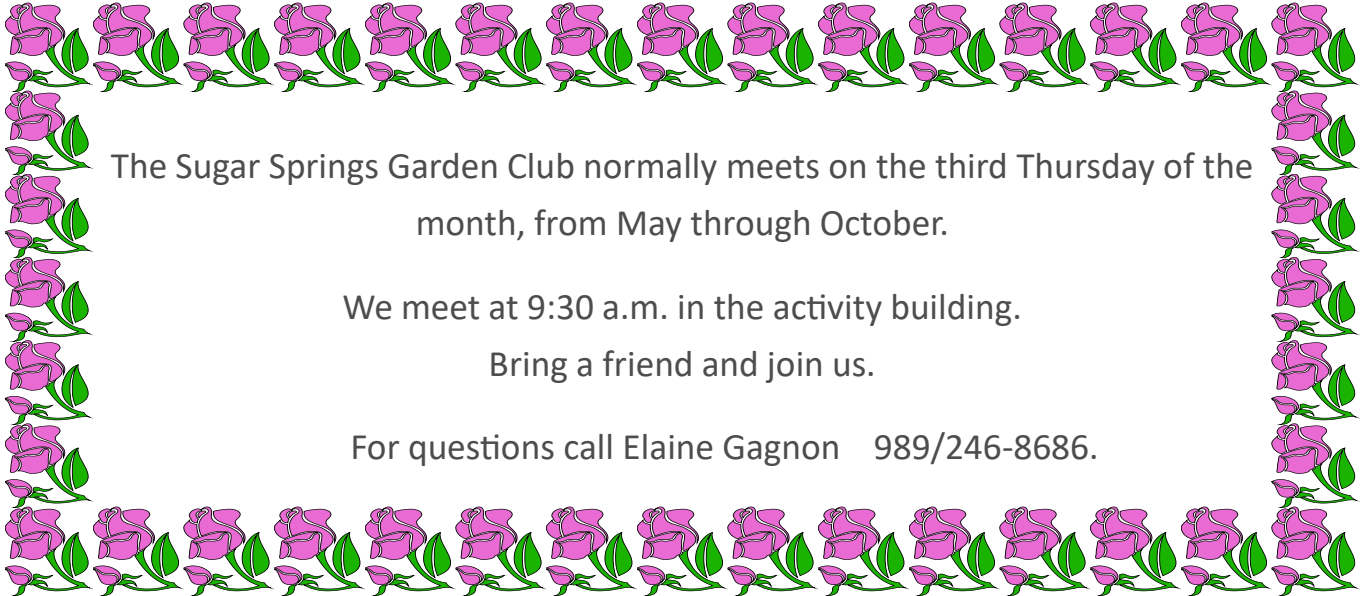 The Sugar Springs Garden Club normally meets on the third Thursday of the
month, from May through October.
We meet at 9:30 a.m. in the activity building.
Bring a friend and join us.
For questions call Elaine Gagnon    989/246-8686.